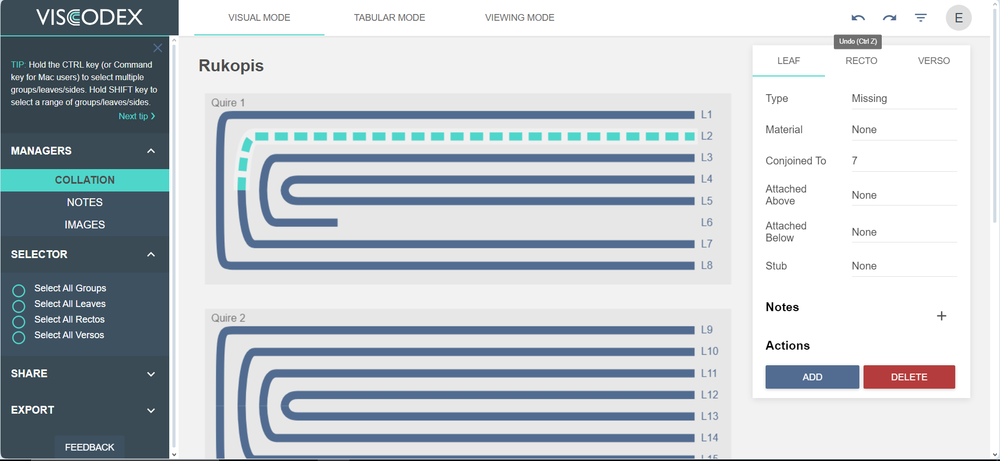 VISCODEX
VISUAL MODE
TABULAR MODE
VIEWING MODE
E
Undo (Ctrl Z)
TIP: Hold the CTRL key (or Command
key for Mac users) to select multiple
groups/leaves/sides. Hold SHIFT key to
select a range of groups/leaves/sides.
Next tip
MANAGERS
COLLATION
NOTES
IMAGES
SELECTOR
Select All Groups
Select All Leaves
Select All Rectos
Select All Versos
SHARE
EXPORT
FEEDBACK
Rukopis
Quire 1
L1
L2
L3
L4
L5
L6
L7
L8
Quire 2
L9
L10
L11
L12
L13
L14
L15
LEAF
RECTO
VERSO
Type
Missing
Material
None
Conjoined To
7
Attached
Above
None
Attached
Below
None
Stub
None
Notes
Actions
ADD
DELETE